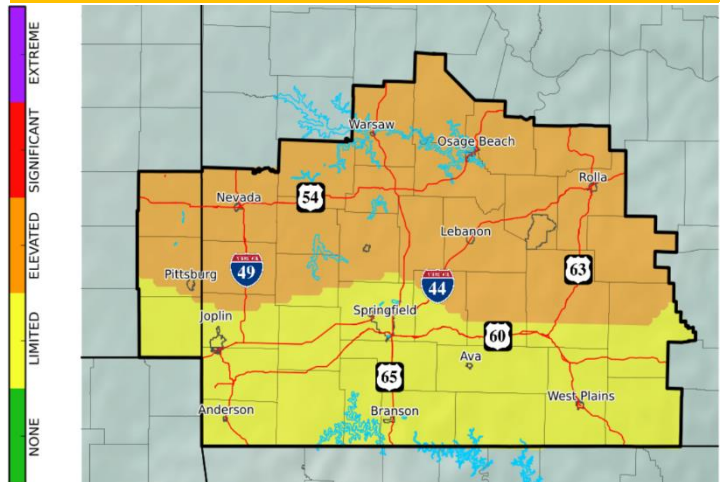 EXTREME
SIGNIFICANT
ELEVATED
LIMITED
NONE
Warsaw
Osage Beach
Rolla
Nevada
54
Lebanon
Pittsburg
49
44
63
Joplin
Springfield
60
Ava
65
Anderson
Branson
West Plains